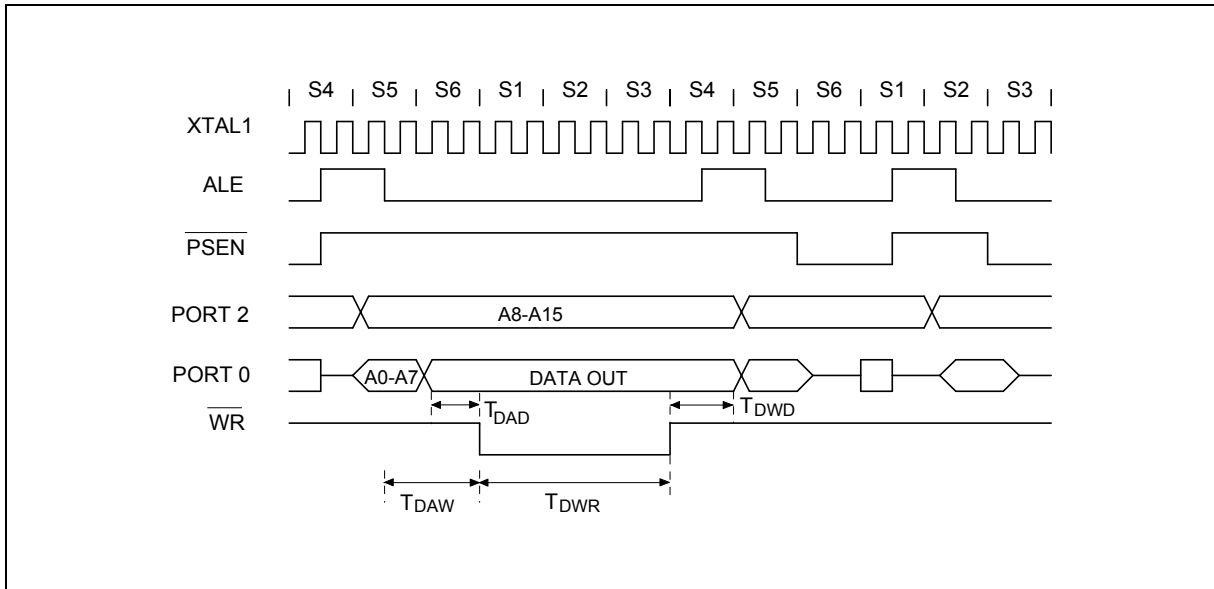 S4 S5 S6 S1 S2 S3 S4 S5 S6 S1 S2 S3
XTAL1
ALE
PSEN
PORT 2 A8-A15
PORT 0 A0-A7 DATA OUT
TDAD TDWD
WR
TDAW TDWR